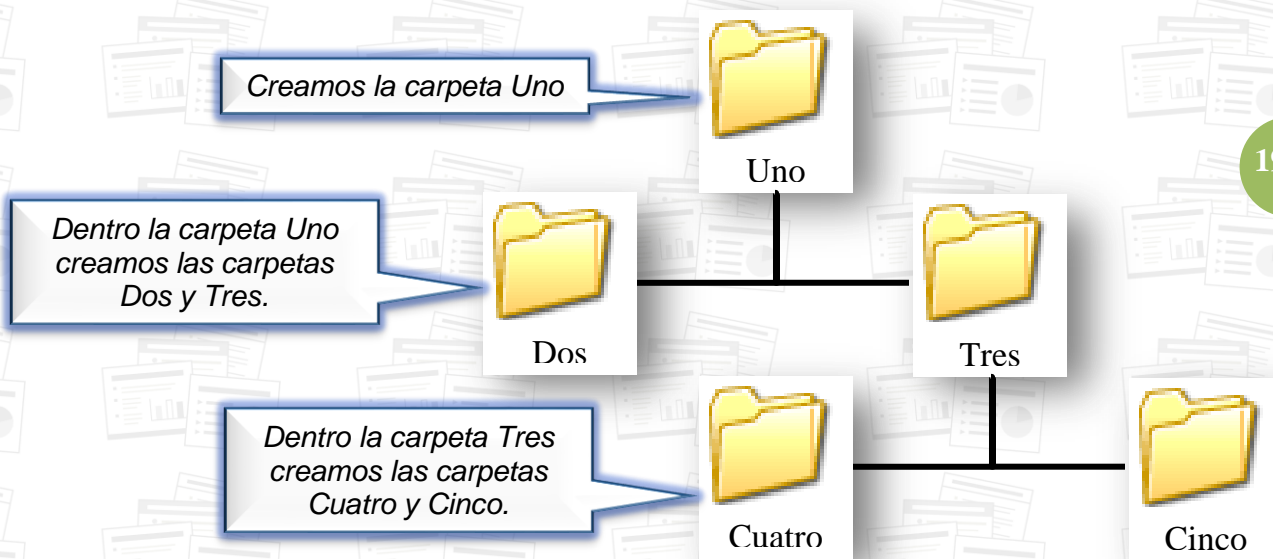 Creamos la carpeta Uno
Uno
Dentro la carpeta Uno
creamos las carpetas
Dos y Tres.
Dos
Tres
Dentro la carpeta Tres
creamos las carpetas
Cuatro y Cinco.
Cuatro
Cinco